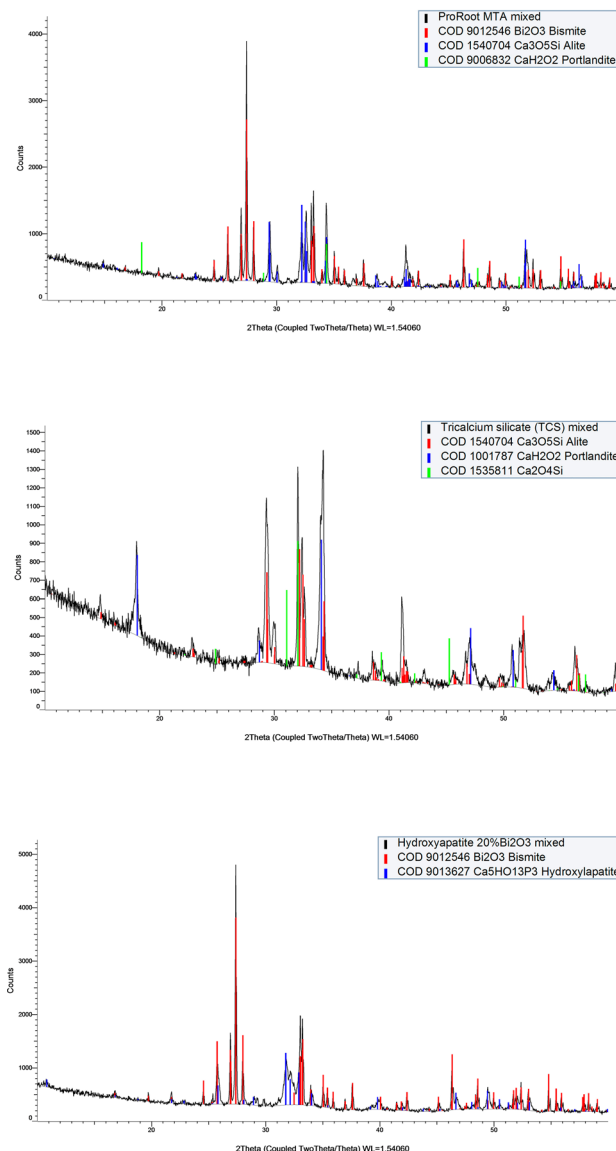 ProRoot MTA mixed
COD 9012546 Bi2O3 Bismite
COD 1540704 Ca3O5Si Alite
COD 9006832 CaH2O2 Portlandite
4000
3000
2000
1000
0
Counts
20
30
40
50
2Theta (Coupled TwoTheta/Theta) WL=1.54060
Tricalcium silicate (TCS) mixed
COD 1540704 Ca3O5Si Alite
COD 1001787 CaH2O2 Portlandite
COD 1535811 Ca2O4Si
1500
1400
1300
1200
1100
1000
900
800
700
600
500
400
300
200
100
0
Counts
20
30
40
50
2Theta (Coupled TwoTheta/Theta) WL=1.54060
Hydroxyapatite 20%Bi2O3 mixed
COD 9012546 Bi2O3 Bismite
COD 9013627 Ca5HO13P3 Hydroxylapatite
5000
4000
3000
2000
1000
0
Counts
20
30
40
50
2Theta (Coupled TwoTheta/Theta) WL=1.54060